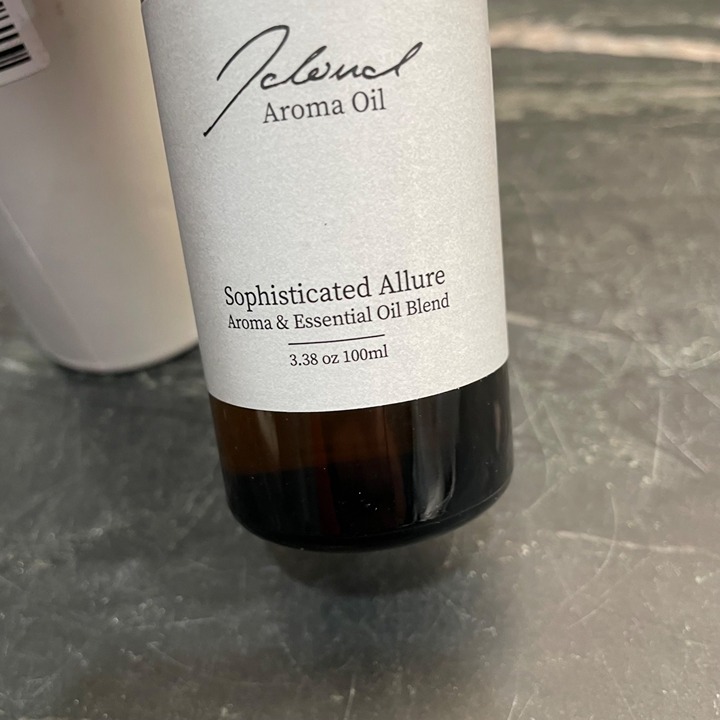 Aroma Oil
Sophisticated Allure
Aroma & Essential Oil Blend
3.38 oz 100ml